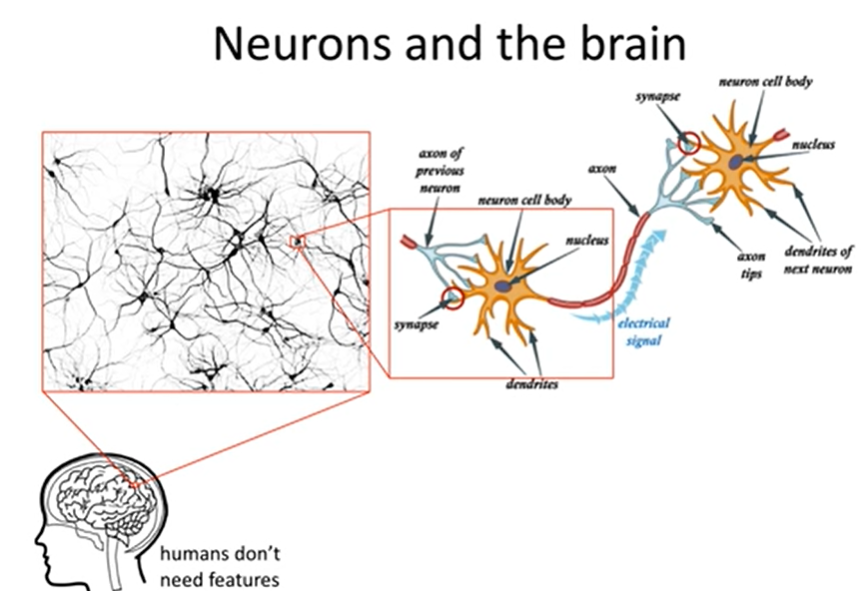 Neurons and the brain
axon of
previous
neuron
neuron cell body
nucleus
synapse
dendrites
axon
electrical
signal
synapse
neuron cell body
nucleus
axon
tips
dendrites of
next neuron
humans don't
need features